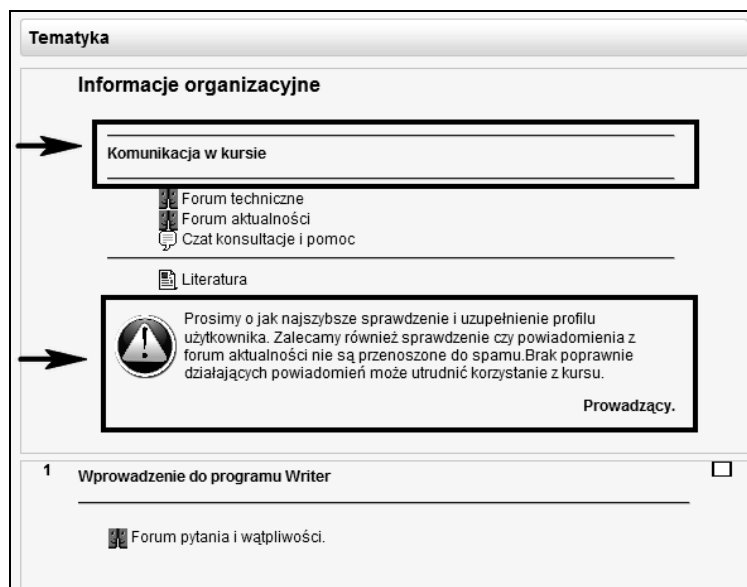 Tematyka
Informacje organizacyjne
Komunikacja w kursie
Forum techniczne
Forum aktualności
Czat konsultacje i pomoc
Literatura
Prosimy o jak najszybsze sprawdzenie i uzupełnienie profilu
użytkownika. Zalecamy również sprawdzenie czy powiadomienia z
forum aktualności nie są przenoszone do spamu.Brak poprawnie
działających powiadomień może utrudnić korzystanie z kursu.
Prowadzący.
1 Wprowadzenie do programu Writer
Forum pytania i wątpliwości.